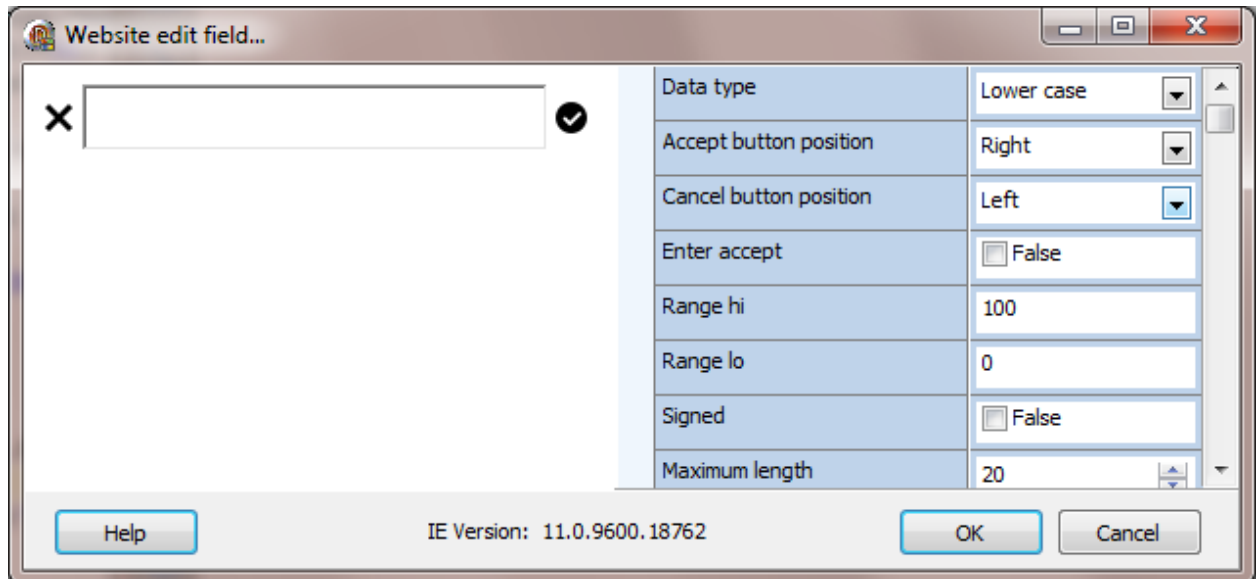 Website edit field...
Data type Lower case
Accept button position Right
Cancel button position Left
Enter accept False
Range hi 100
Range lo 0
Signed False
Maximum length 20
Help IE Version: 11.0.9600.18762 OK Cancel